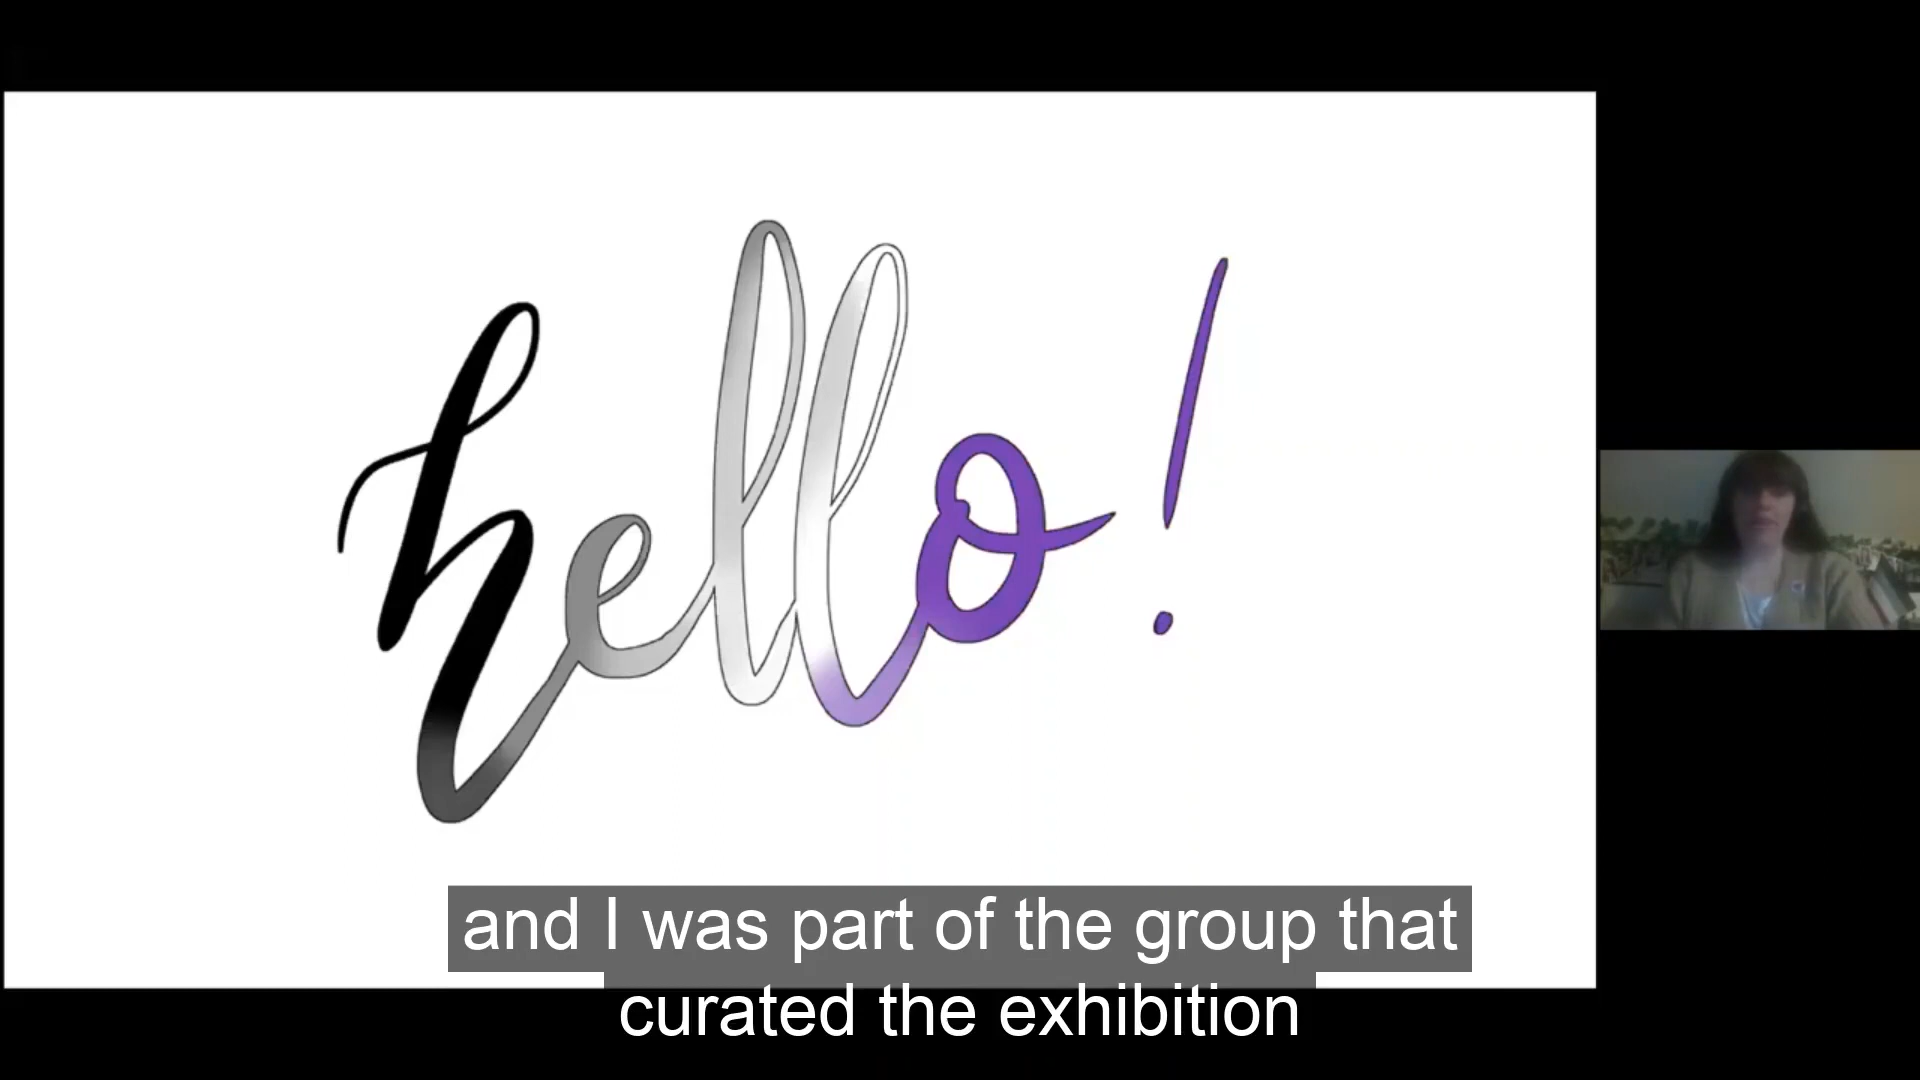 hello!
and I was part of the group that
curated the exhibition